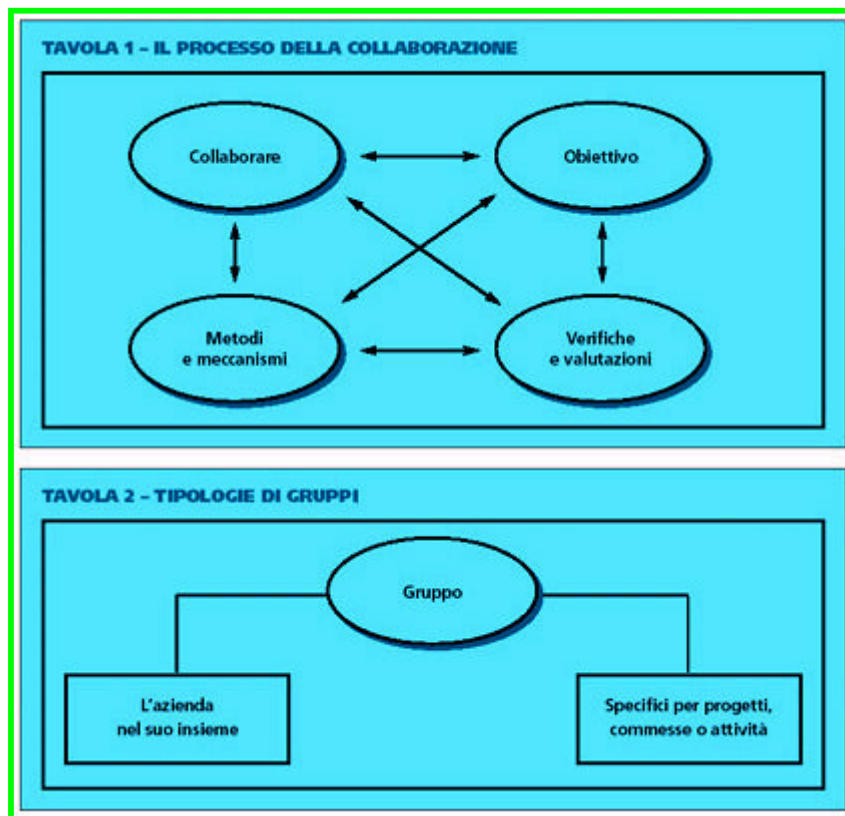 TAVOLA 1 – IL PROCESSO DELLA COLLABORAZIONE
Collaborare
Obiettivo
Metodi
e meccanismi
Verifiche
e valutazioni
TAVOLA 2 – TIPOLOGIE DI GRUPPI
Gruppo
L'azienda
nel suo insieme
Specifici per progetti,
commesse o attività